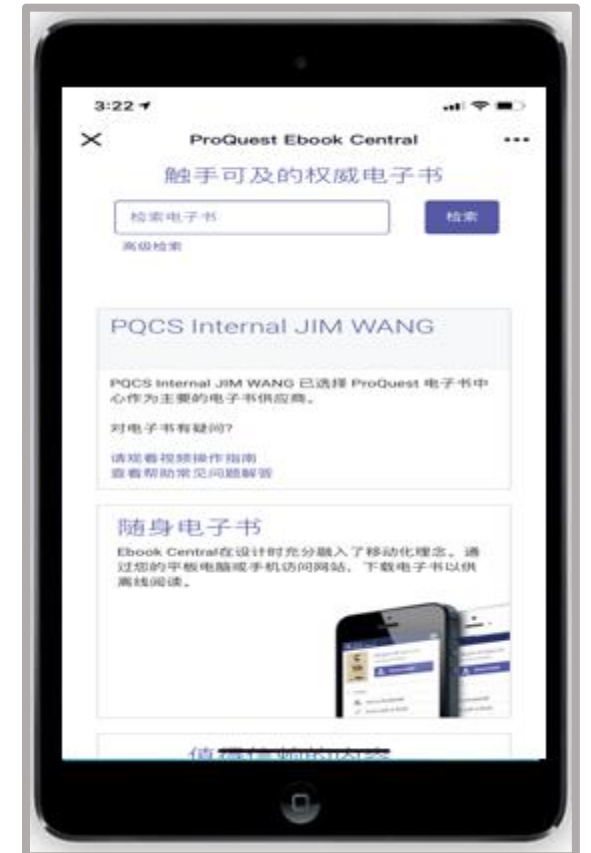 3:22
ProQuest Ebook Central
触手可及的权威电子书
检索电子书
检索
高级检索
PQCS Internal JIM WANG
PQCS Internal JIM WANG 已选择 ProQuest 电子书中
心作为主要的电子书供应商。
对电子书有疑问?
请观看视频操作指南
查看帮助常见问题解答
随身电子书
Ebook Central在设计时充分融入了移动化理念。通
过您的平板电脑或手机访问网站、下载电子书以供
离线阅读。
值得信赖的内容